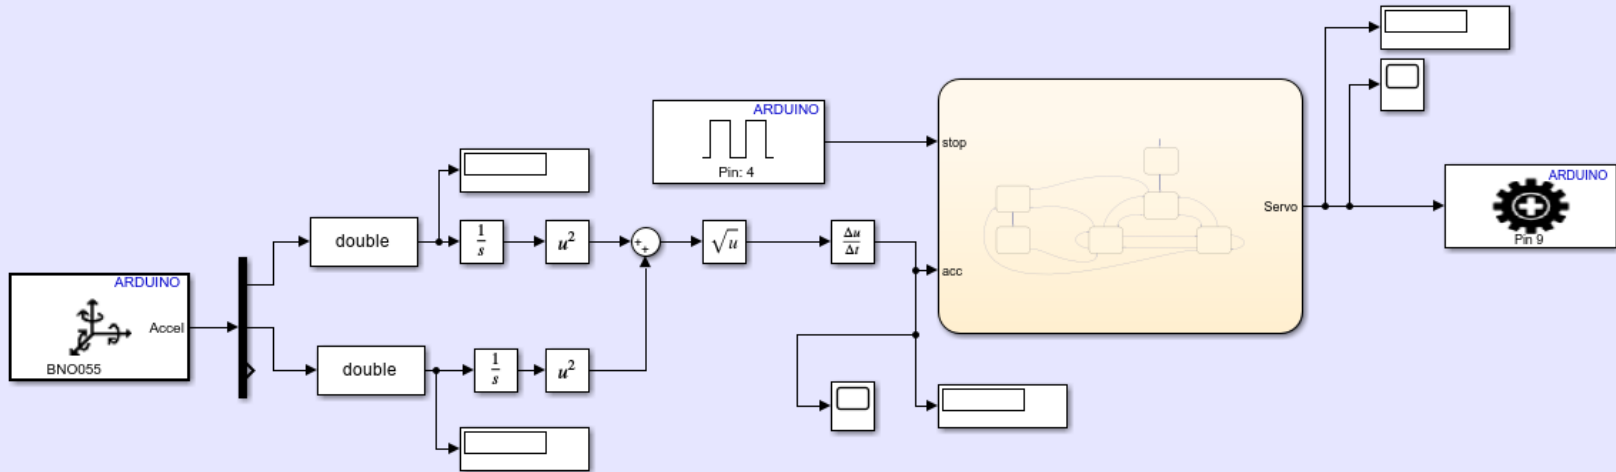 ARDUINO
Accel
BNO055
double
1/s
u²
+
+
√u
Δu/Δt
double
1/s
u²
ARDUINO
Pin: 4
stop
acc
Servo
ARDUINO
Pin 9